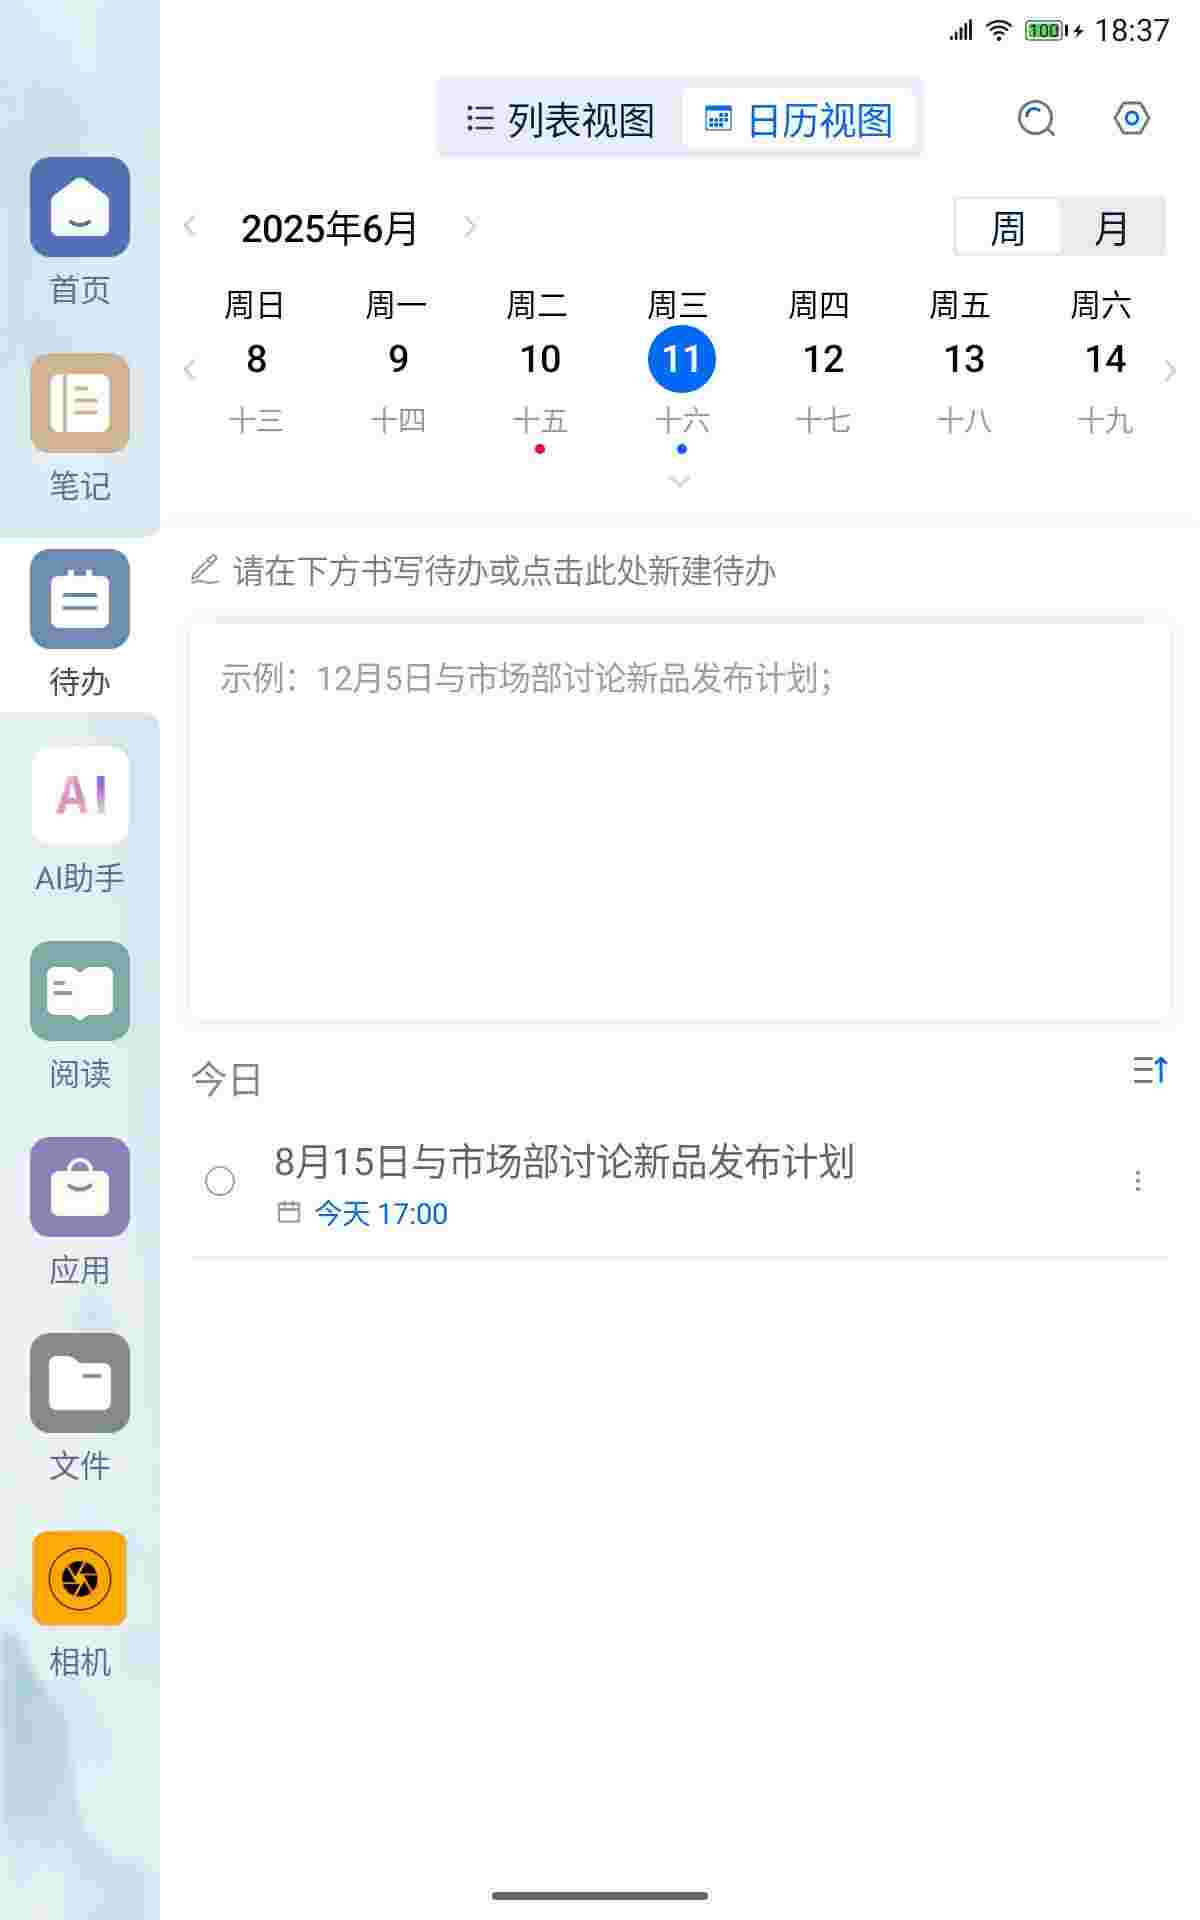 100 18:37
列表视图 日历视图
2025年6月 周 月
周日 周一 周二 周三 周四 周五 周六
8 9 10 11 12 13 14
十三 十四 十五 十六 十七 十八 十九
请在下方书写待办或点击此处新建待办
示例：12月5日与市场部讨论新品发布计划；
今日
8月15日与市场部讨论新品发布计划
今天 17:00
首页
笔记
待办
AI
AI助手
阅读
应用
文件
相机